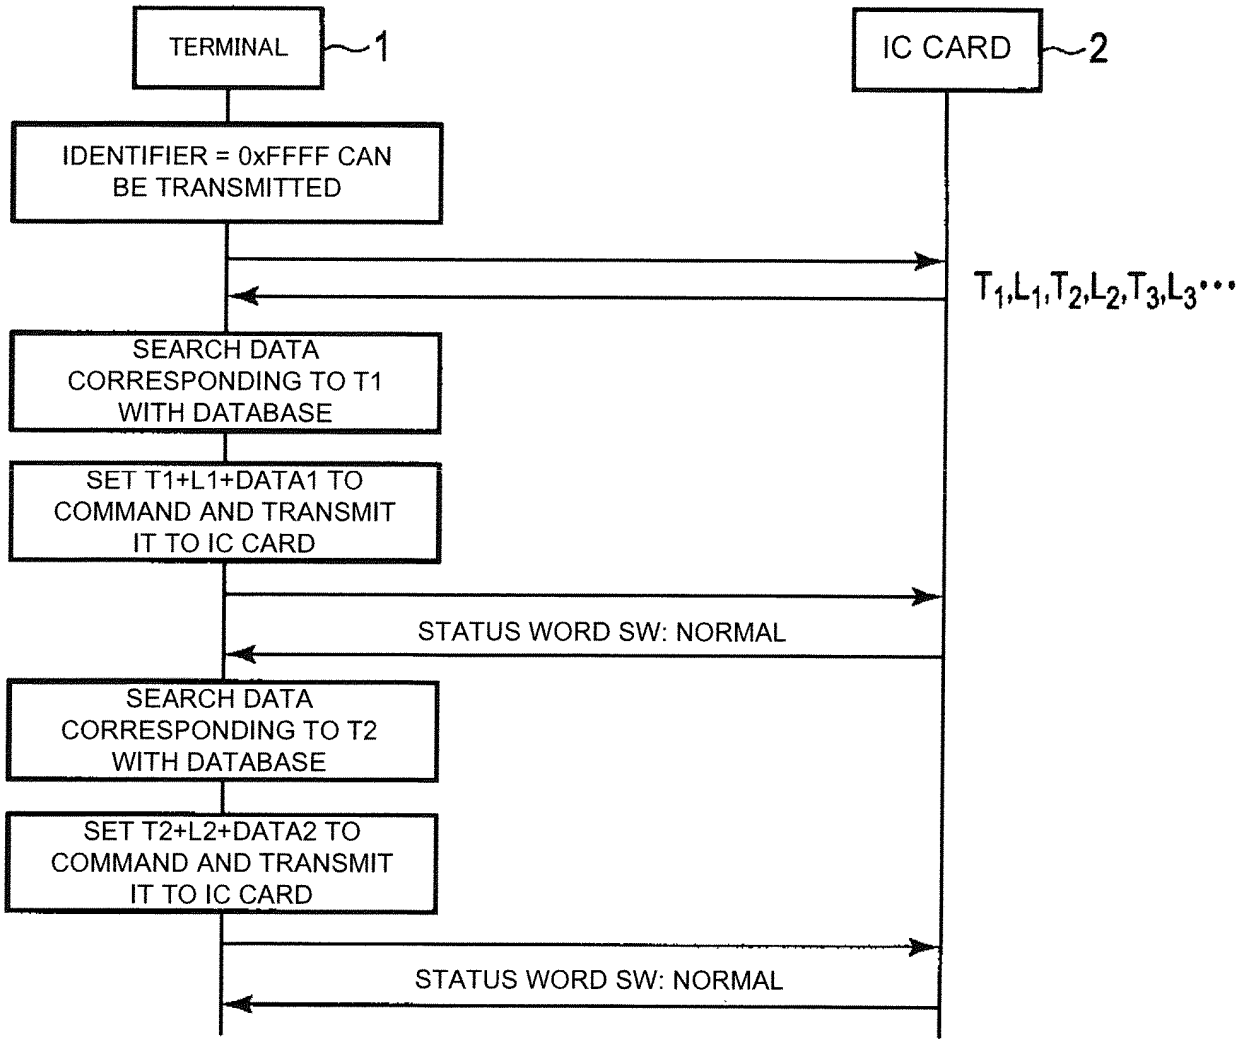 TERMINAL
1
IC CARD
2
IDENTIFIER = 0xFFFF CAN
BE TRANSMITTED
T1,L1,T2,L2,T3,L3•••
SEARCH DATA
CORRESPONDING TO T1
WITH DATABASE
SET T1+L1+DATA1 TO
COMMAND AND TRANSMIT
IT TO IC CARD
STATUS WORD SW: NORMAL
SEARCH DATA
CORRESPONDING TO T2
WITH DATABASE
SET T2+L2+DATA2 TO
COMMAND AND TRANSMIT
IT TO IC CARD
STATUS WORD SW: NORMAL